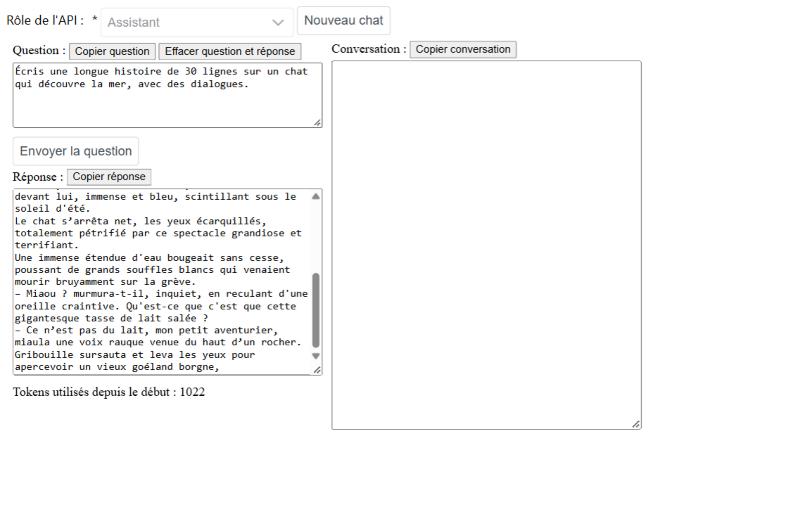 Rôle de l'API : * Assistant Nouveau chat
Question : Copier question Effacer question et réponse
Écris une longue histoire de 30 lignes sur un chat
qui découvre la mer, avec des dialogues.
Envoyer la question
Réponse : Copier réponse
devant lui, immense et bleu, scintillant sous le
soleil d'été.
Le chat s’arrêta net, les yeux écarquillés,
totalement pétrifié par ce spectacle grandiose et
terrifiant.
Une immense étendue d'eau bougeait sans cesse,
poussant de grands souffles blancs qui venaient
mourir bruyamment sur la grève.
– Miaou ? murmura-t-il, inquiet, en reculant d'une
oreille craintive. Qu'est-ce que c'est que cette
gigantesque tasse de lait salée ?
– Ce n’est pas du lait, mon petit aventurier,
miaula une voix rauque venue du haut d’un rocher.
Gribouille sursauta et leva les yeux pour
apercevoir un vieux goéland borgne,
Tokens utilisés depuis le début : 1022
Conversation : Copier conversation